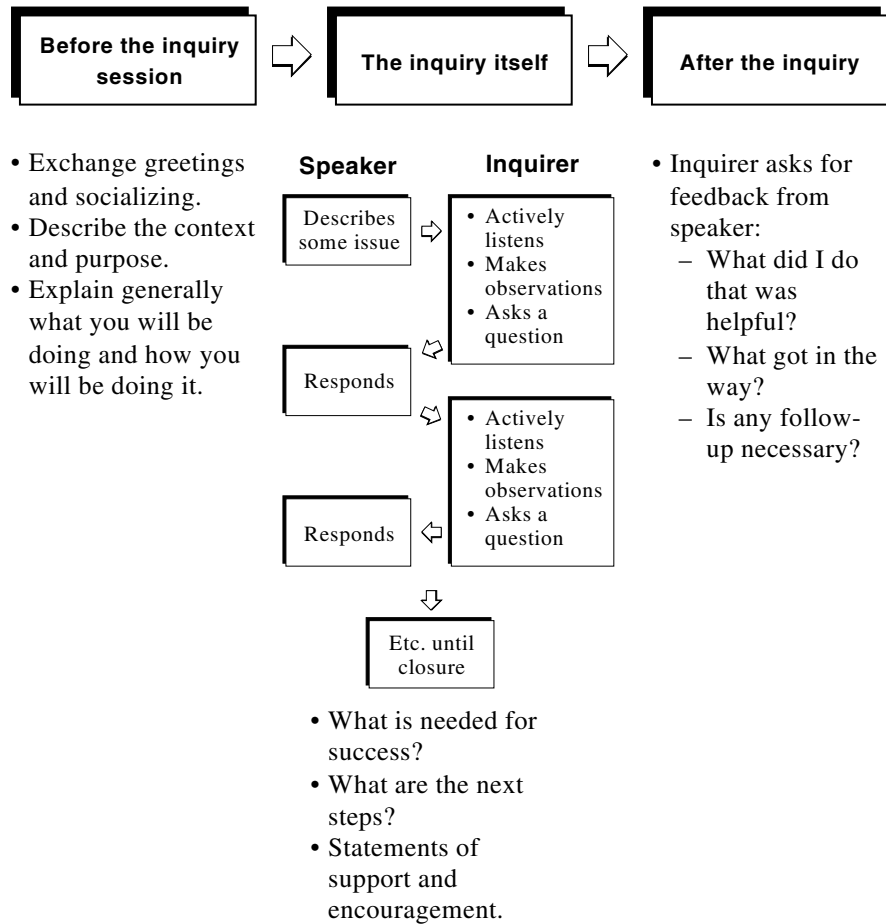 Before the inquiry
session
The inquiry itself
After the inquiry
• Exchange greetings
and socializing.
• Describe the context
and purpose.
• Explain generally
what you will be
doing and how you
will be doing it.
Speaker
Inquirer
Describes
some issue
• Actively
listens
• Makes
observations
• Asks a
question
Responds
• Actively
listens
• Makes
observations
• Asks a
question
Responds
Etc. until
closure
• What is needed for
success?
• What are the next
steps?
• Statements of
support and
encouragement.
• Inquirer asks for
feedback from
speaker:
– What did I do
that was
helpful?
– What got in the
way?
– Is any follow-
up necessary?